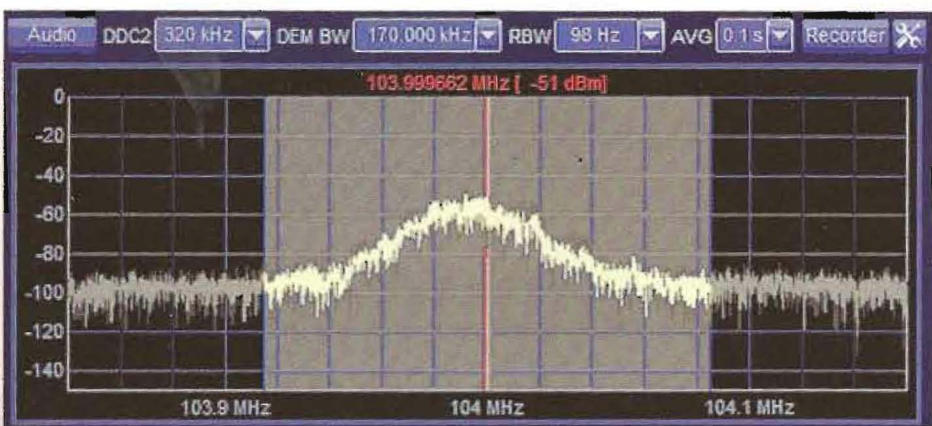 Audio DDC2 320 kHz DEM BW 170.000 kHz RBW 98 Hz AVG 0.1 s Recorder
103.999662 MHz [ -51 dBm]
0
-20
-40
-60
-80
-100
-120
-140
103.9 MHz 104 MHz 104.1 MHz